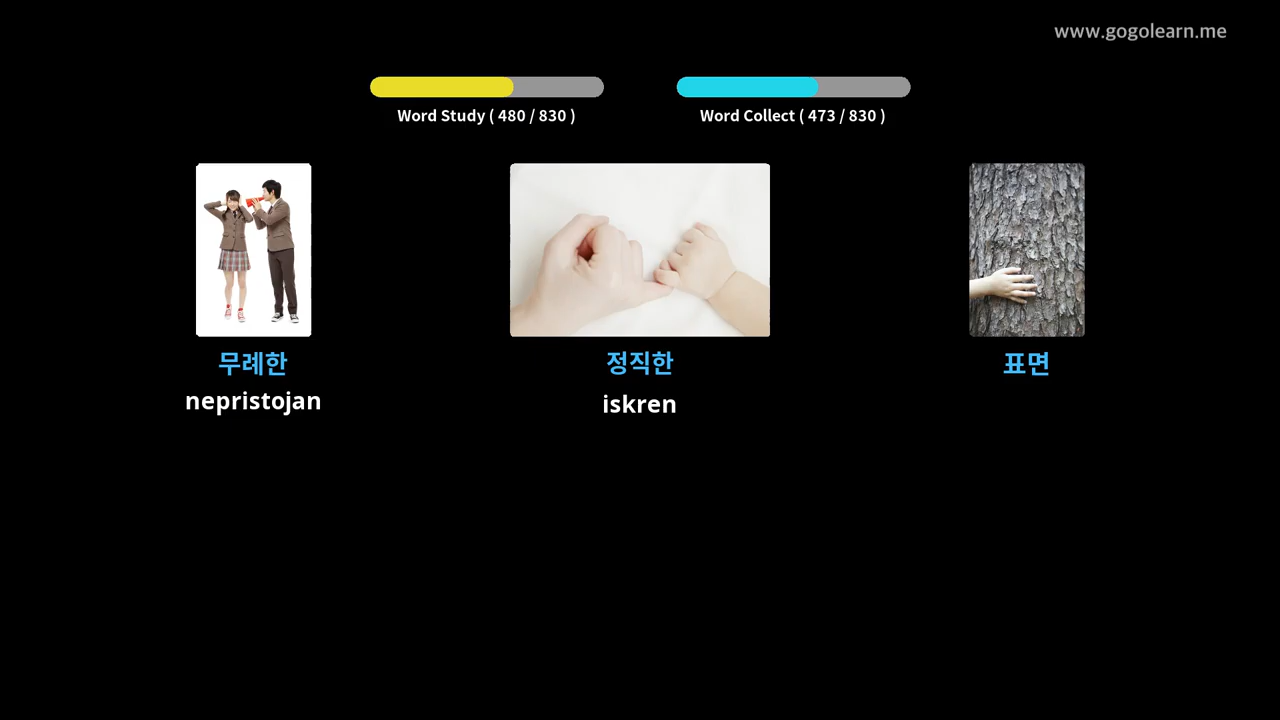 www.gogolearn.me
Word Study ( 480 / 830 )
Word Collect ( 473 / 830 )
무례한
정직한
표면
nepristojan
iskren